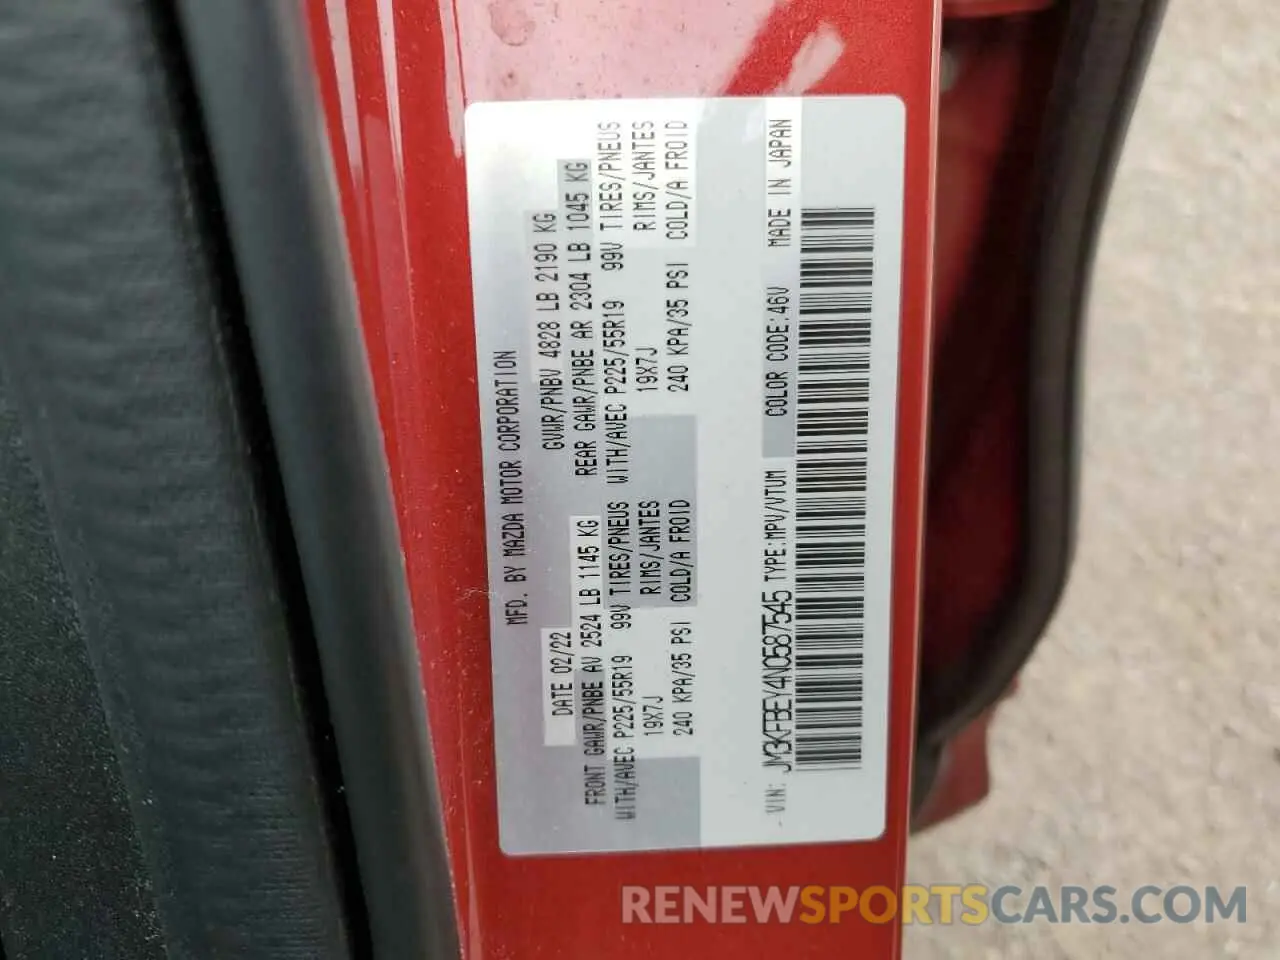 MFD. BY MAZDA MOTOR CORPORATION
DATE 02/22 GVWR/PNBV 4828 LB 2190 KG
FRONT GAWR/PNBE AV 2524 LB 1145 KG REAR GAWR/PNBE AR 2304 LB 1045 KG
WITH/AVEC P225/55R19 99V TIRES/PNEUS WITH/AVEC P225/55R19 99V TIRES/PNEUS
19X7J RIMS/JANTES 19X7J RIMS/JANTES
240 KPA/35 PSI COLD/A FROID 240 KPA/35 PSI COLD/A FROID
VIN: JM3KFBEY4N0587545 TYPE:MPV/VTUM COLOR CODE:46V MADE IN JAPAN
RENEWSPORTSCARS.COM